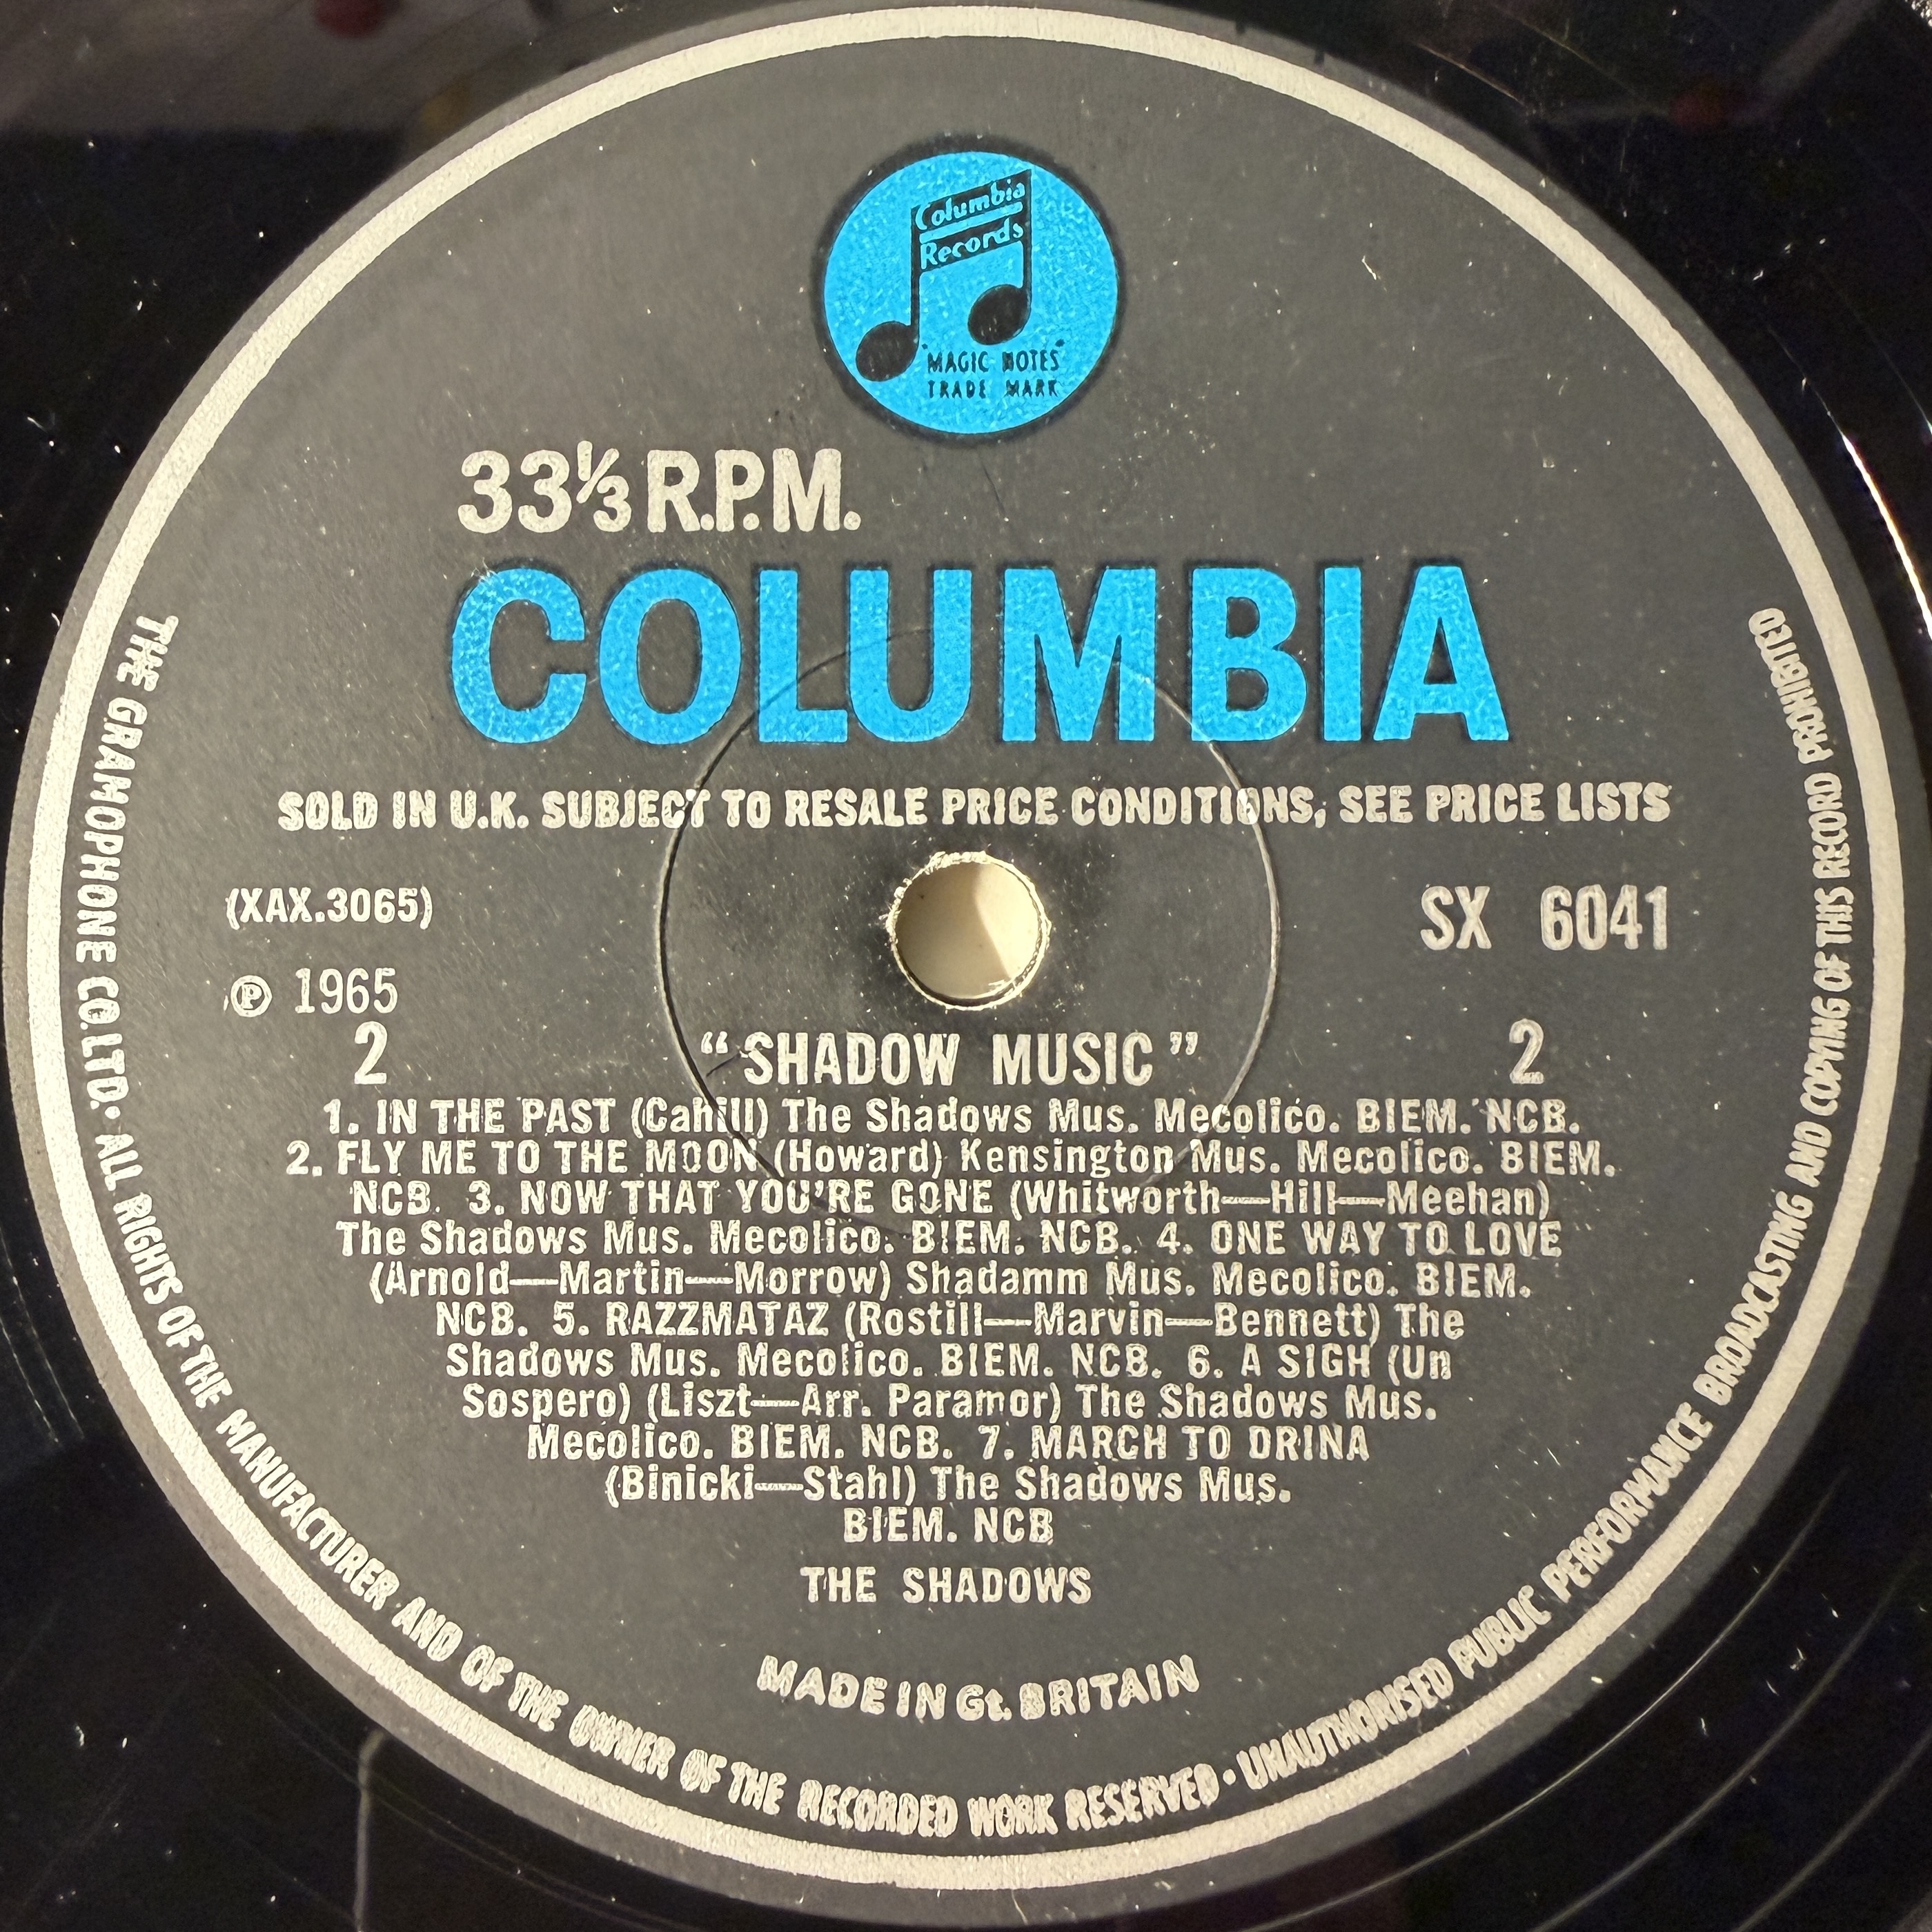 Columbia
Records
"MAGIC NOTES"
TRADE MARK
33⅓ R.P.M.
COLUMBIA
SOLD IN U.K. SUBJECT TO RESALE PRICE CONDITIONS, SEE PRICE LISTS
(XAX.3065)
SX 6041
Ⓟ 1965
2 "SHADOW MUSIC" 2
1. IN THE PAST (Cahill) The Shadows Mus. Mecolico. BIEM. NCB.
2. FLY ME TO THE MOON (Howard) Kensington Mus. Mecolico. BIEM.
NCB. 3. NOW THAT YOU'RE GONE (Whitworth—Hill—Meehan)
The Shadows Mus. Mecolico. BIEM. NCB. 4. ONE WAY TO LOVE
(Arnold—Martin—Morrow) Shadamm Mus. Mecolico. BIEM.
NCB. 5. RAZZMATAZ (Rostill—Marvin—Bennett) The
Shadows Mus. Mecolico. BIEM. NCB. 6. A SIGH (Un
Sospero) (Liszt—Arr. Paramor) The Shadows Mus.
Mecolico. BIEM. NCB. 7. MARCH TO DRINA
(Binicki—Stahl) The Shadows Mus.
BIEM. NCB
THE SHADOWS
MADE IN Gt. BRITAIN
THE GRAMOPHONE CO. LTD. · ALL RIGHTS OF THE MANUFACTURER AND OF THE OWNER OF THE RECORDED WORK RESERVED · UNAUTHORISED PUBLIC PERFORMANCE BROADCASTING AND COPYING OF THIS RECORD PROHIBITED